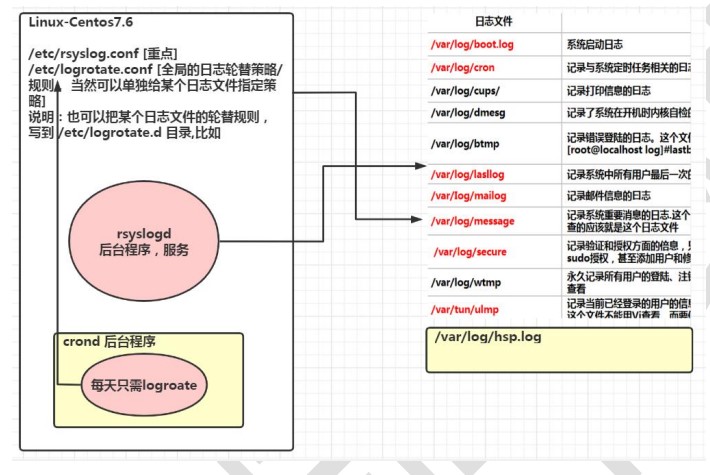 Linux-Centos7.6
/etc/rsyslog.conf [重点]
/etc/logrotate.conf [全局的日志轮替策略/
规则， 当然可以单独给某个日志文件指定策
略]
说明：也可以把某个日志文件的轮替规则，
写到 /etc/logrotate.d 目录,比如
rsyslogd
后台程序，服务
crond 后台程序
每天只需logroate
日志文件
/var/log/boot.log 系统启动日志
/var/log/cron 记录与系统定时任务相关的日
/var/log/cups/ 记录打印信息的日志
/var/log/dmesg 记录了系统在开机时内核自检的
/var/log/btmp 记录错误登陆的日志。这个文
[root@localhost log]#lastb
/var/log/lasllog 记录系统中所有用户最后一次的
/var/log/mailog 记录邮件信息的日志
/var/log/message 记录系统重要消息的日志.这个
查的应该就是这个日志文件
/var/log/secure 记录验证和授权方面的倍息，
sudo授权，甚至添加用户和修
/var/log/wtmp 永久记录所有用户的登陆、注
查看
/var/tun/ulmp 记录当前已经登录的用户的信
这个文件不能用Vi查看 而要
/var/log/hsp.log